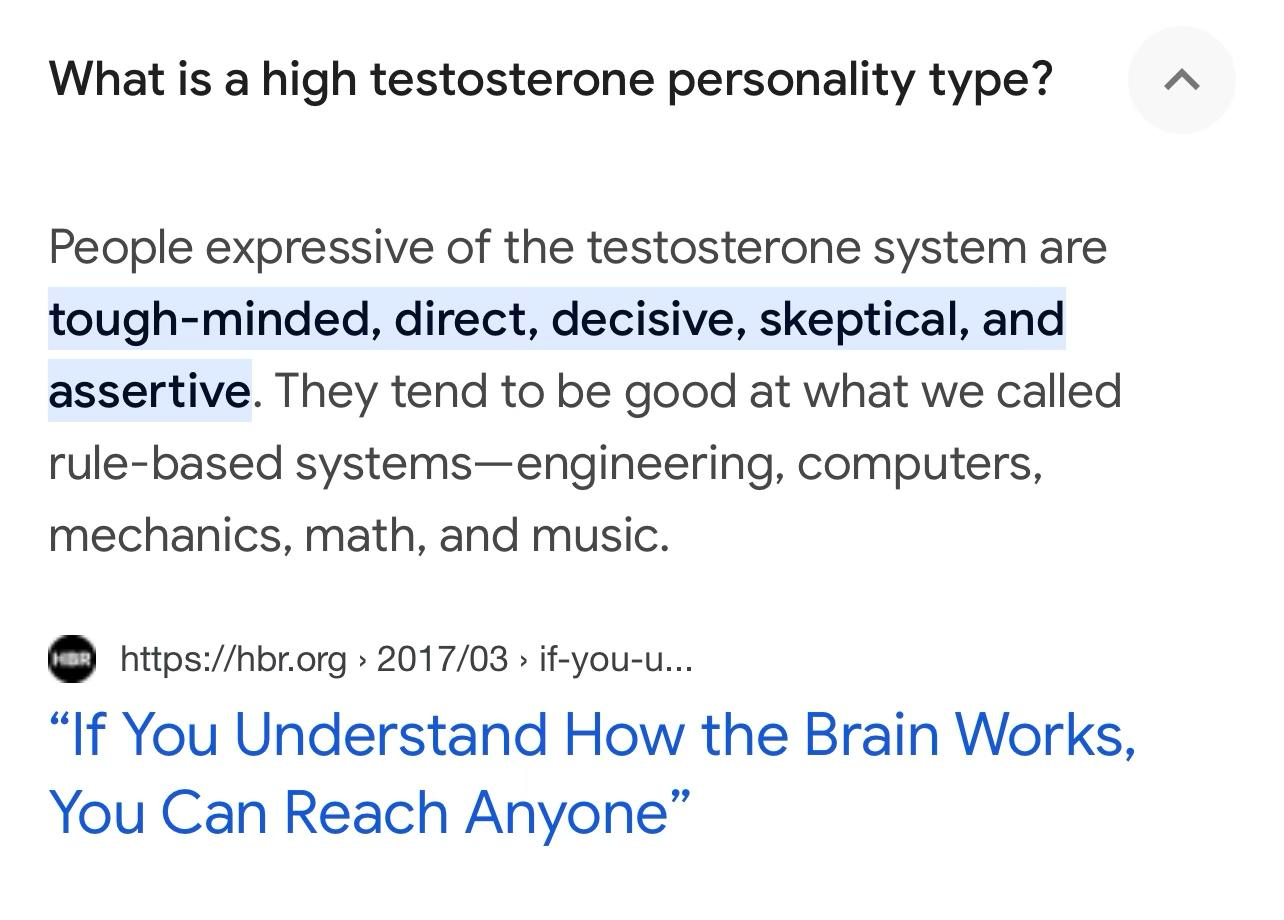 What is a high testosterone personality type?
People expressive of the testosterone system are
tough-minded, direct, decisive, skeptical, and
assertive. They tend to be good at what we called
rule-based systems—engineering, computers,
mechanics, math, and music.
HBR
https://hbr.org › 2017/03 › if-you-u...
“If You Understand How the Brain Works,
You Can Reach Anyone”